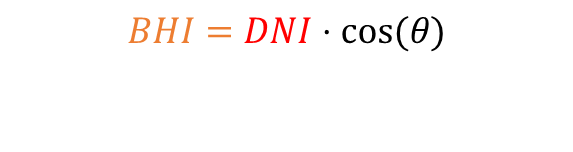 BHI = DNI · cos(θ)